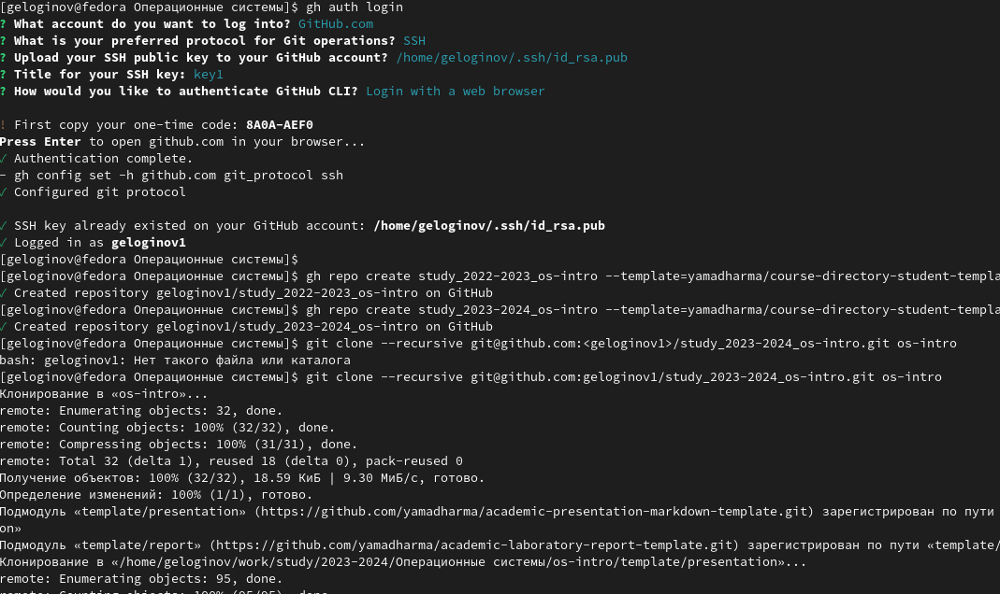 [geloginov@fedora Операционные системы]$ gh auth login
? What account do you want to log into? GitHub.com
? What is your preferred protocol for Git operations? SSH
? Upload your SSH public key to your GitHub account? /home/geloginov/.ssh/id_rsa.pub
? Title for your SSH key: key1
? How would you like to authenticate GitHub CLI? Login with a web browser
! First copy your one-time code: 8A0A-AEF0
Press Enter to open github.com in your browser...
✓ Authentication complete.
- gh config set -h github.com git_protocol ssh
✓ Configured git protocol
✓ SSH key already existed on your GitHub account: /home/geloginov/.ssh/id_rsa.pub
✓ Logged in as geloginov1
[geloginov@fedora Операционные системы]$
[geloginov@fedora Операционные системы]$ gh repo create study_2022-2023_os-intro --template=yamadharma/course-directory-student-templa
✓ Created repository geloginov1/study_2022-2023_os-intro on GitHub
[geloginov@fedora Операционные системы]$ gh repo create study_2023-2024_os-intro --template=yamadharma/course-directory-student-templa
✓ Created repository geloginov1/study_2023-2024_os-intro on GitHub
[geloginov@fedora Операционные системы]$ git clone --recursive git@github.com:<geloginov1>/study_2023-2024_os-intro.git os-intro
bash: geloginov1: Нет такого файла или каталога
[geloginov@fedora Операционные системы]$ git clone --recursive git@github.com:geloginov1/study_2023-2024_os-intro.git os-intro
Клонирование в «os-intro»...
remote: Enumerating objects: 32, done.
remote: Counting objects: 100% (32/32), done.
remote: Compressing objects: 100% (31/31), done.
remote: Total 32 (delta 1), reused 18 (delta 0), pack-reused 0
Получение объектов: 100% (32/32), 18.59 КиБ | 9.30 МиБ/с, готово.
Определение изменений: 100% (1/1), готово.
Подмодуль «template/presentation» (https://github.com/yamadharma/academic-presentation-markdown-template.git) зарегистрирован по пути
on»
Подмодуль «template/report» (https://github.com/yamadharma/academic-laboratory-report-template.git) зарегистрирован по пути «template/
Клонирование в «/home/geloginov/work/study/2023-2024/Операционные системы/os-intro/template/presentation»...
remote: Enumerating objects: 95, done.
remote: Counting objects: 100% (95/95), done.